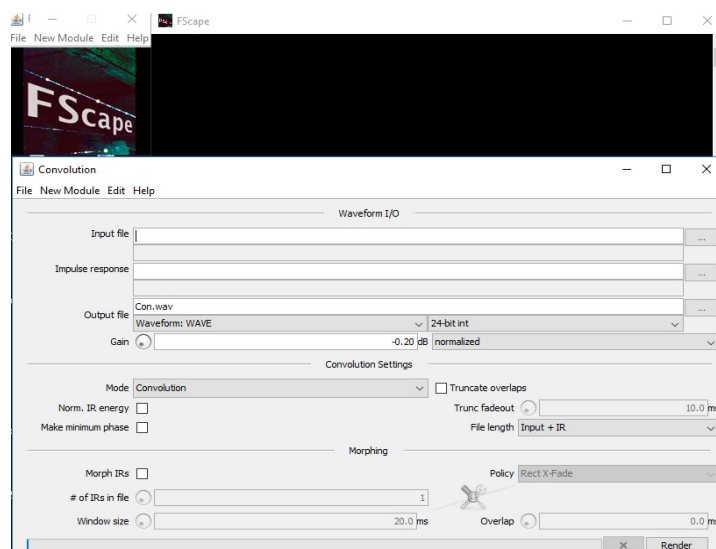 F
FScape
File New Module Edit Help
FScape
Convolution
File New Module Edit Help
Waveform I/O
Input file
...
Impulse response
...
Output file Con.wav
...
Waveform: WAVE 24-bit int
Gain -0.20 dB normalized
Convolution Settings
Mode Convolution Truncate overlaps
Norm. IR energy Trunc fadeout 10.0 ms
Make minimum phase File length Input + IR
Morphing
Morph IRs Policy Rect X-Fade
# of IRs in file 1
Window size 20.0 ms Overlap 0.0 ms
Render